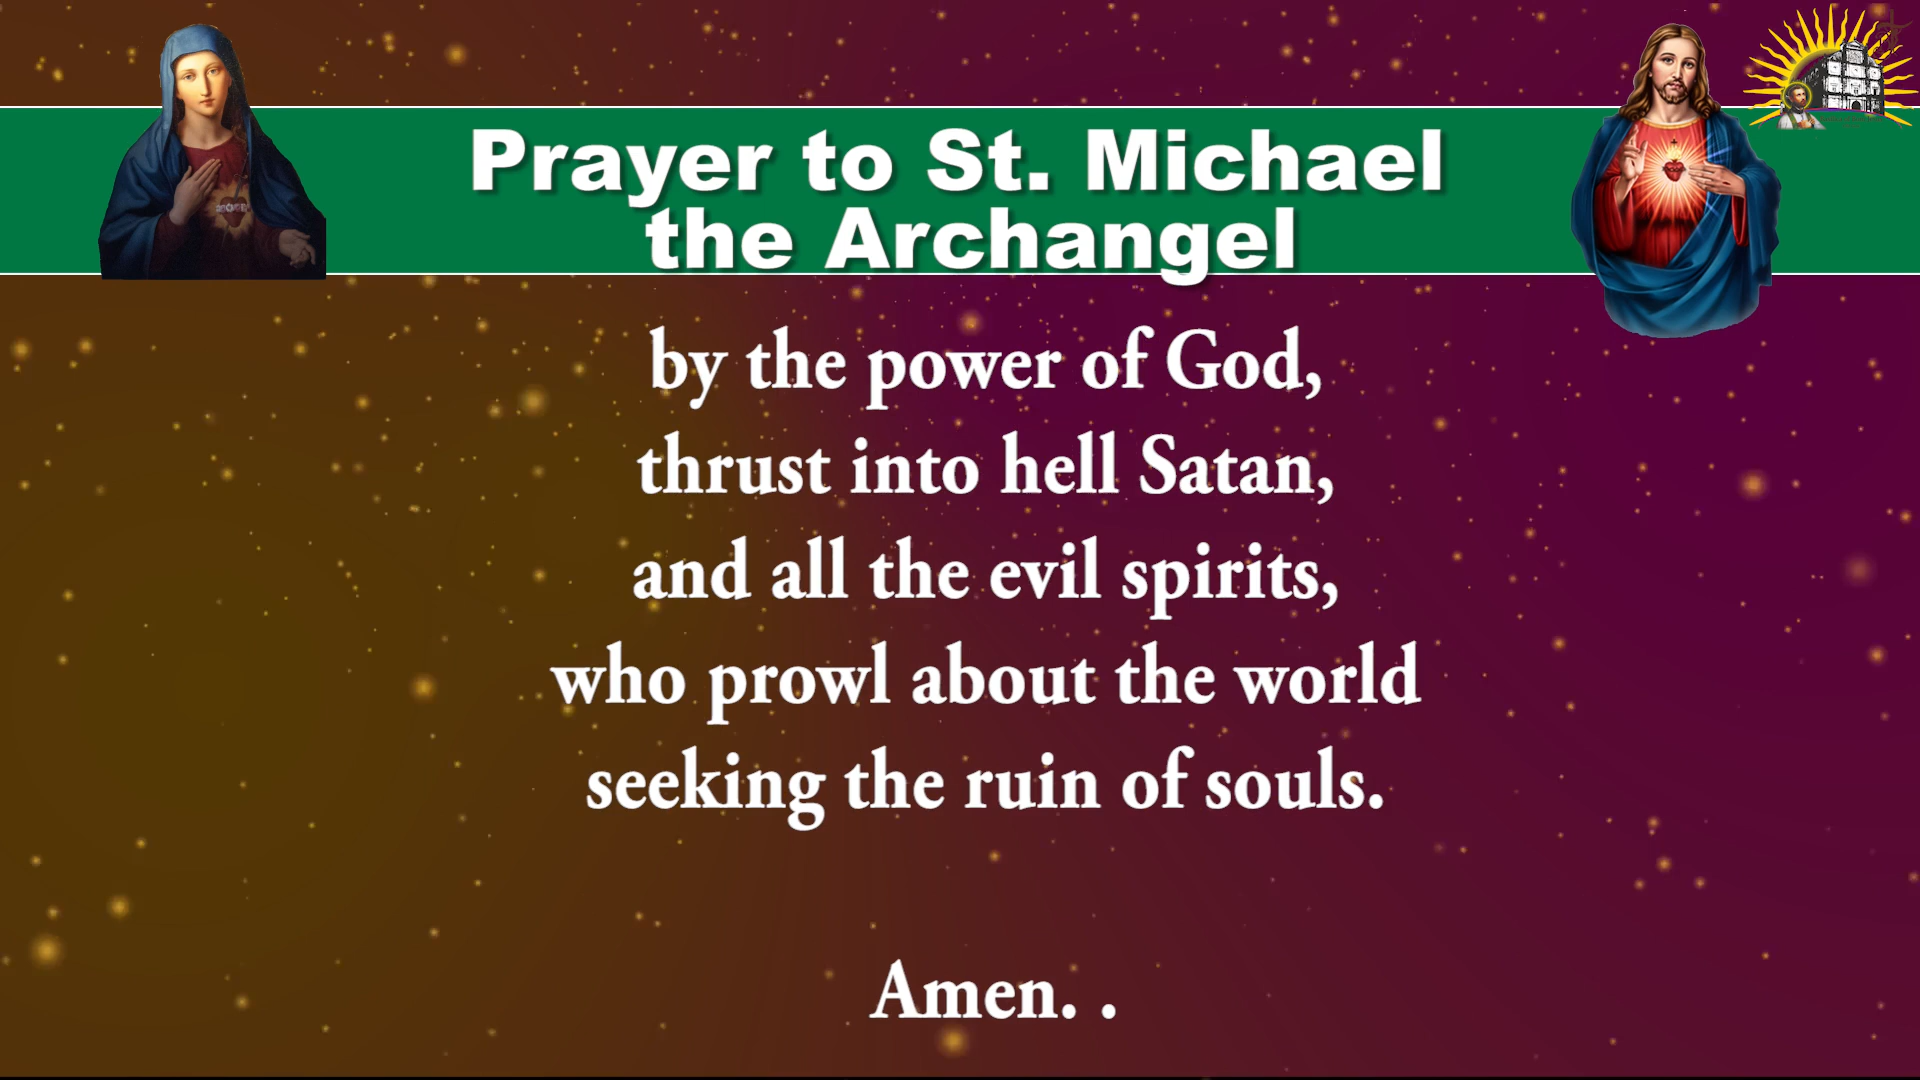 Prayer to St. Michael
the Archangel
by the power of God,
thrust into hell Satan,
and all the evil spirits,
who prowl about the world
seeking the ruin of souls.
Amen. .